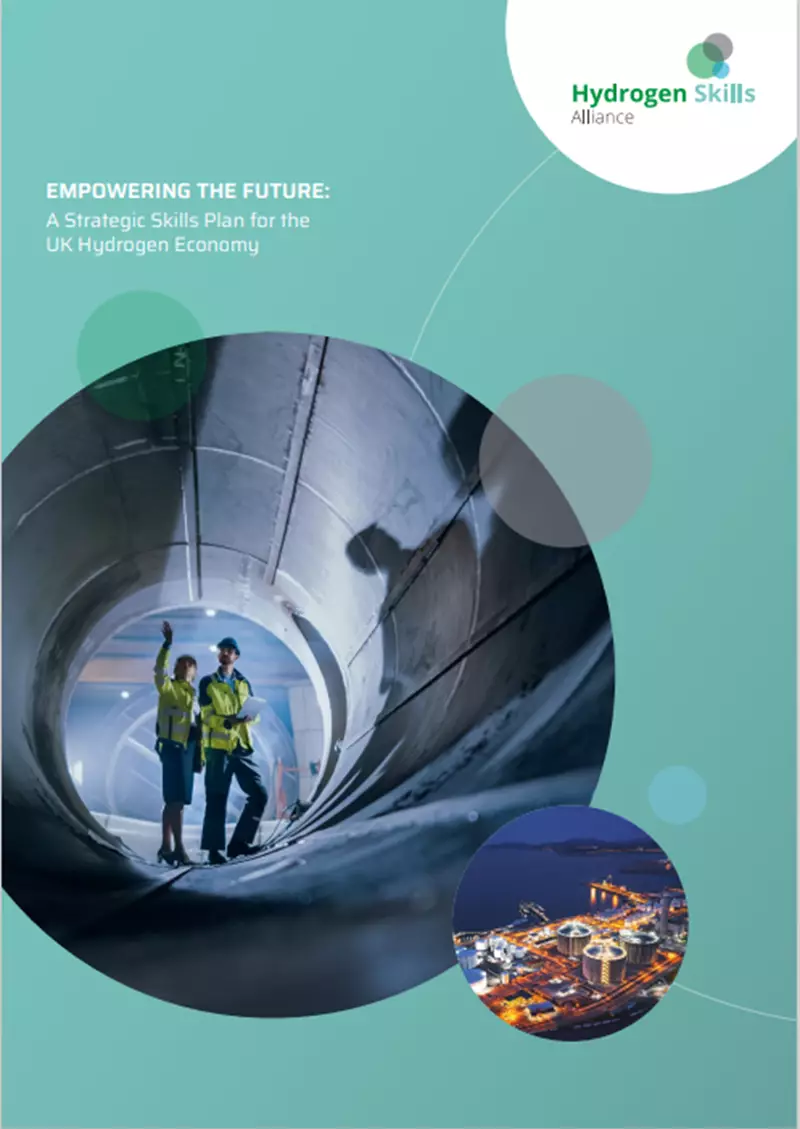 Hydrogen Skills
Alliance
EMPOWERING THE FUTURE:
A Strategic Skills Plan for the
UK Hydrogen Economy